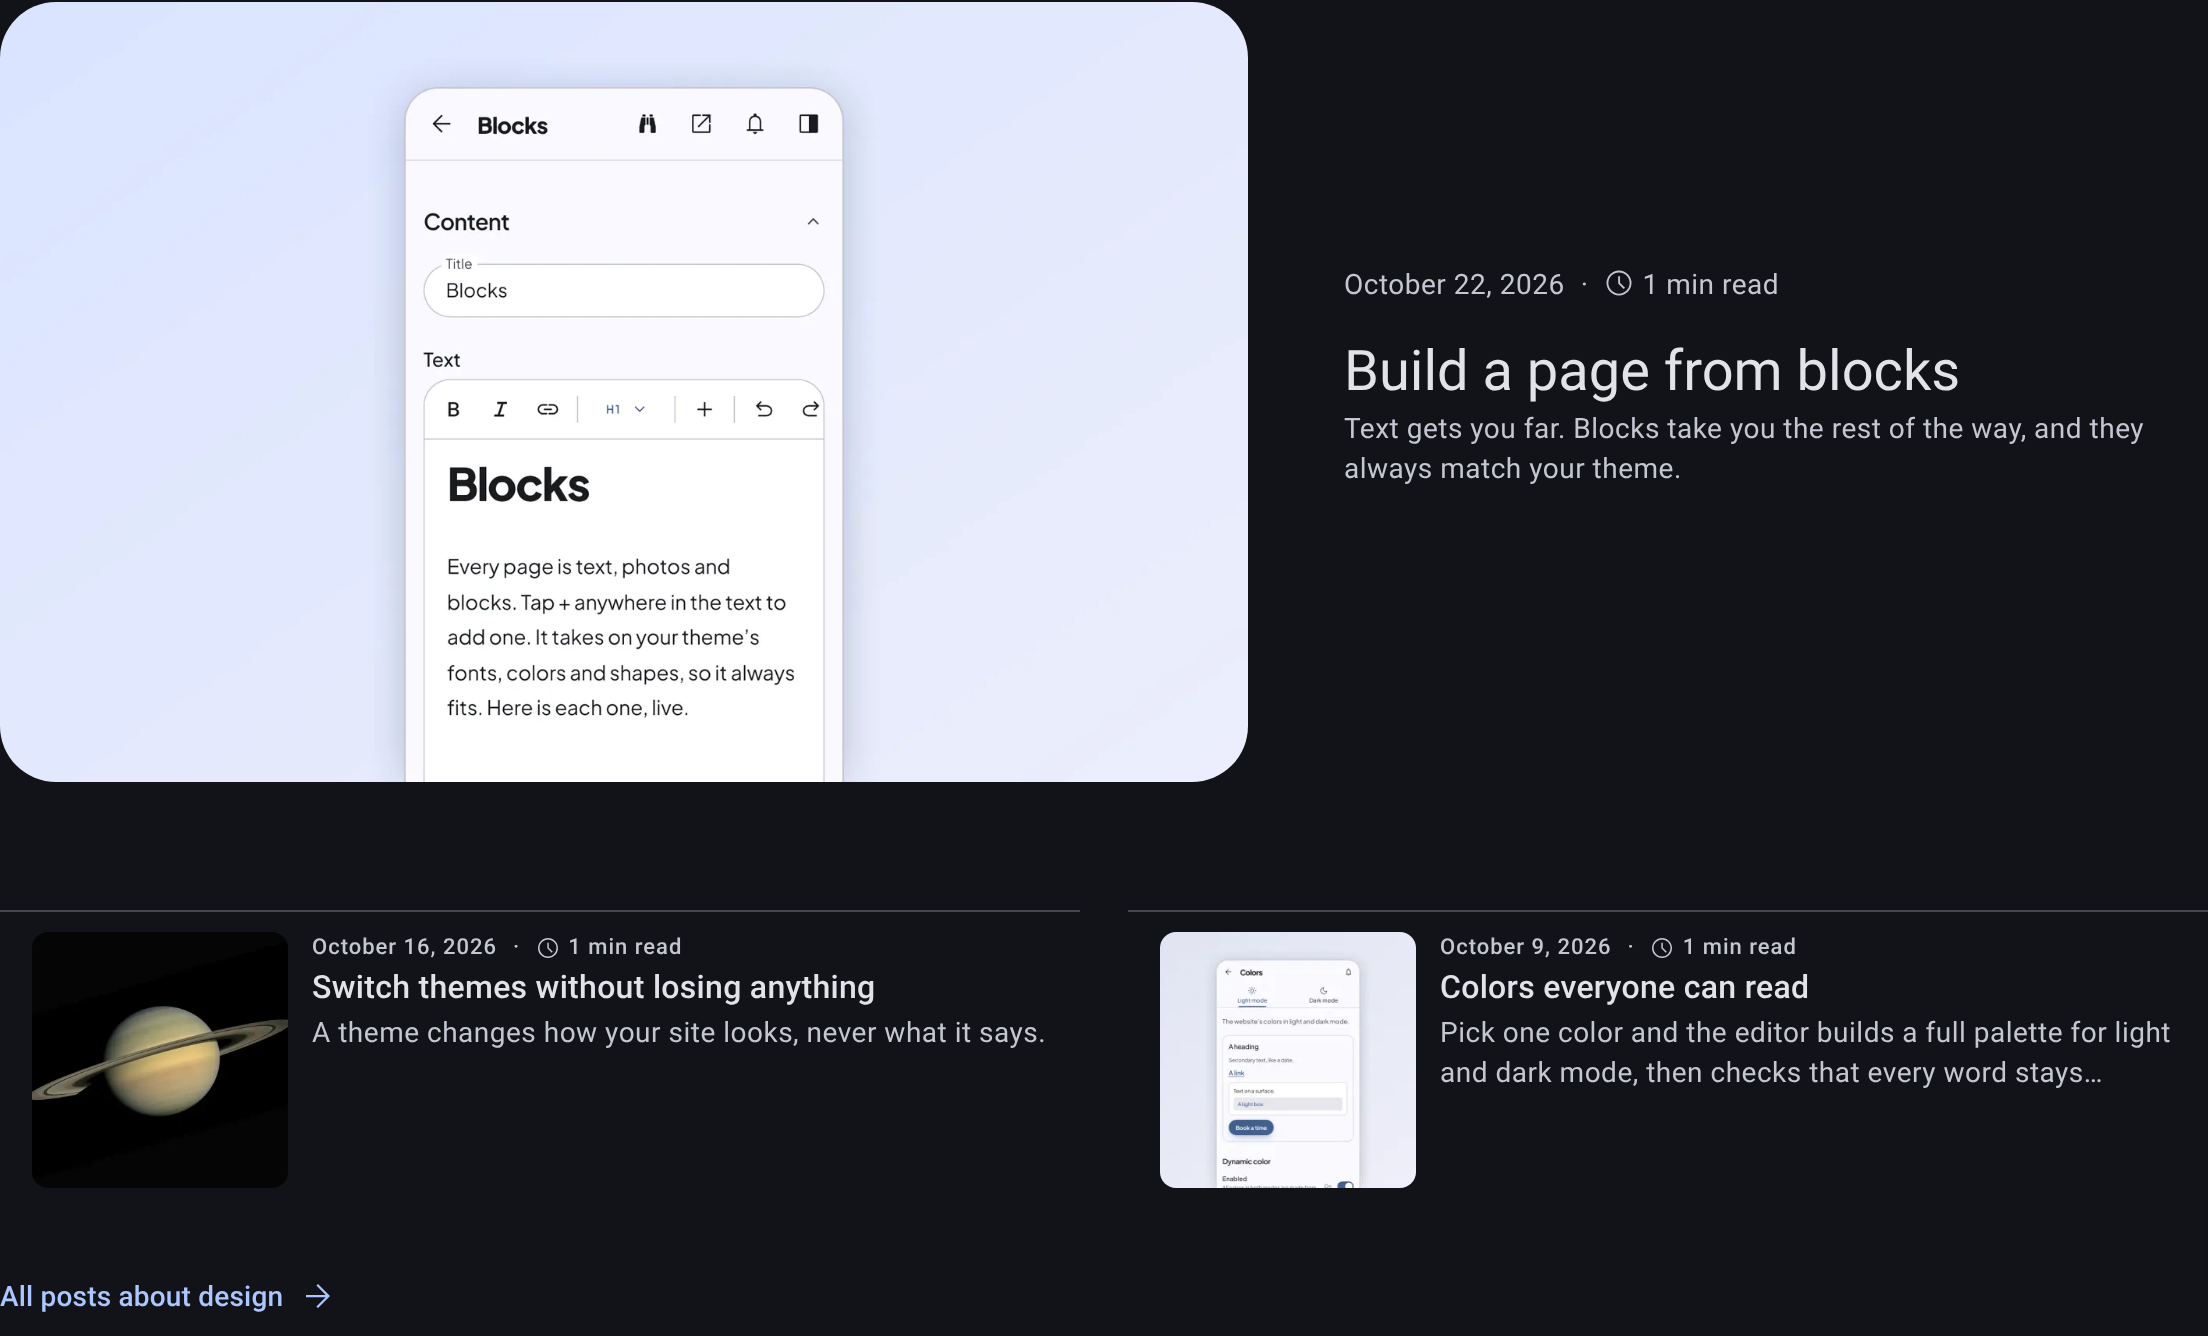 Blocks
Content
Title
Blocks
Text
B I H1
Blocks
Every page is text, photos and
blocks. Tap + anywhere in the text to
add one. It takes on your theme’s
fonts, colors and shapes, so it always
fits. Here is each one, live.
October 22, 2026 · 1 min read
Build a page from blocks
Text gets you far. Blocks take you the rest of the way, and they
always match your theme.
October 16, 2026 · 1 min read
Switch themes without losing anything
A theme changes how your site looks, never what it says.
Colors
Light mode Dark mode
The website's colors in light and dark mode.
A heading
Secondary text, like a date.
A link
Text on a surface.
A light box
Book a time
Dynamic color
Enabled
October 9, 2026 · 1 min read
Colors everyone can read
Pick one color and the editor builds a full palette for light
and dark mode, then checks that every word stays…
All posts about design